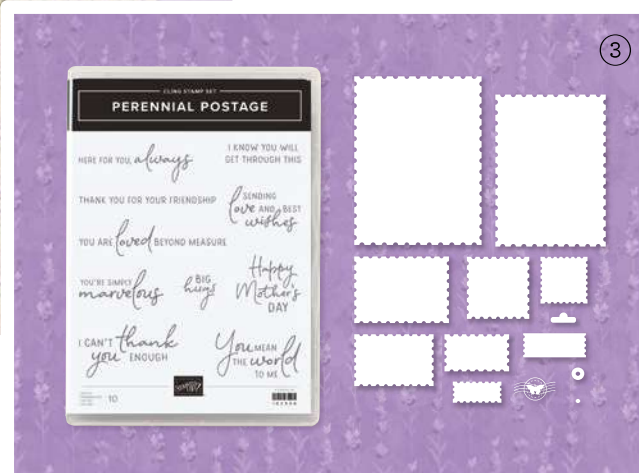 3
CLING STAMP SET
PERENNIAL POSTAGE
HERE FOR YOU, always
I KNOW YOU WILL
GET THROUGH THIS
THANK YOU FOR YOUR FRIENDSHIP
SENDING
love AND BEST
wishes
YOU ARE loved BEYOND MEASURE
YOU'RE SIMPLY
marvelous
BIG
hugs
Happy
Mother's
DAY
I CAN'T thank
you ENOUGH
You MEAN
THE world
TO ME
10